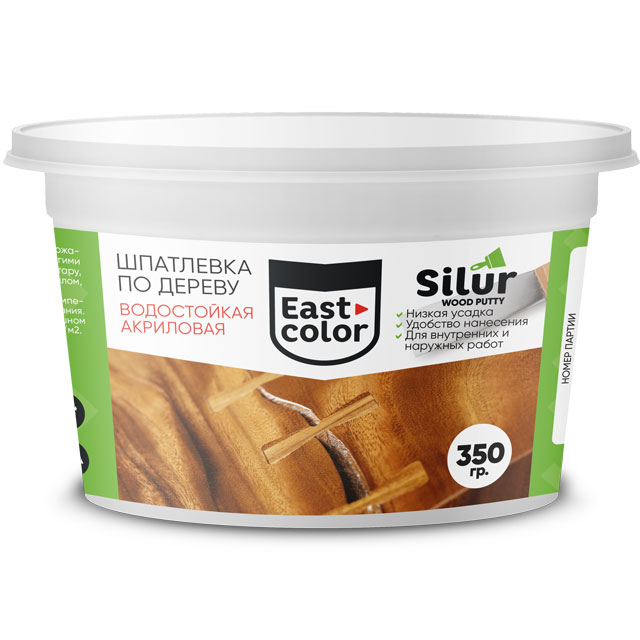 ШПАТЛЕВКА
ПО ДЕРЕВУ
ВОДОСТОЙКАЯ
АКРИЛОВАЯ
East
color
Silur
WOOD PUTTY
Низкая усадка
Удобство нанесения
Для внутренних и
наружных работ
350
гр.
НОМЕР ПАРТИИ